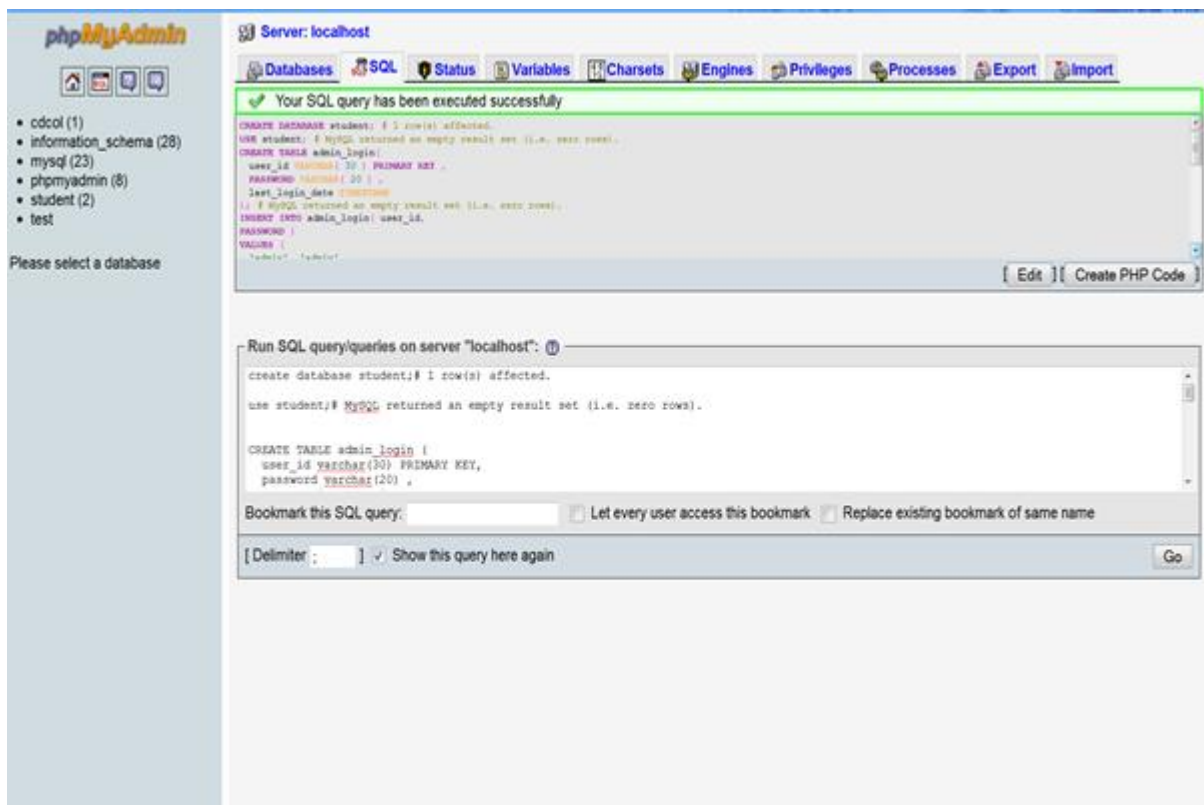 phpMyAdmin
cdcol (1)
information_schema (28)
mysql (23)
phpmyadmin (8)
student (2)
test
Please select a database
Server: localhost
Databases SQL Status Variables Charsets Engines Privileges Processes Export Import
Your SQL query has been executed successfully
CREATE DATABASE student; # 1 row(s) affected.
USE student; # MySQL returned an empty result set (i.e. zero rows).
CREATE TABLE admin_login(
user_id VARCHAR( 30 ) PRIMARY KEY ,
PASSWORD VARCHAR( 20 ) ,
last_login_date TIMESTAMP
); # MySQL returned an empty result set (i.e. zero rows).
INSERT INTO admin_login( user_id,
PASSWORD )
VALUES (
'admin', 'admin'
[ Edit ] [ Create PHP Code ]
Run SQL query/queries on server "localhost":
create database student;# 1 row(s) affected.
use student;# MySQL returned an empty result set (i.e. zero rows).
CREATE TABLE admin_login (
user_id varchar(30) PRIMARY KEY,
password varchar(20) ,
Bookmark this SQL query: Let every user access this bookmark Replace existing bookmark of same name
[ Delimiter ; ] Show this query here again Go